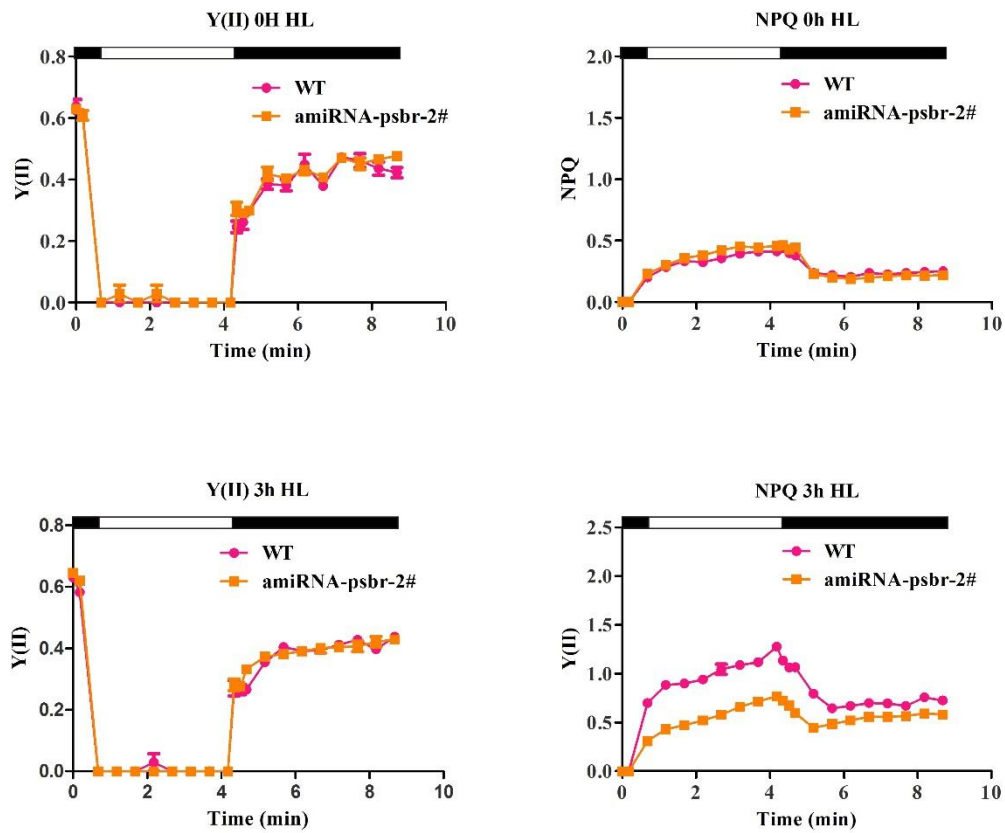 Y(II) 0H HL
0.8
0.6
0.4
0.2
0.0
Y(II)
WT
amiRNA-psbr-2#
0 2 4 6 8 10
Time (min)
NPQ 0h HL
2.0
1.5
1.0
0.5
0.0
NPQ
WT
amiRNA-psbr-2#
0 2 4 6 8 10
Time (min)
Y(II) 3h HL
0.8
0.6
0.4
0.2
0.0
Y(II)
WT
amiRNA-psbr-2#
0 2 4 6 8 10
Time (min)
NPQ 3h HL
2.5
2.0
1.5
1.0
0.5
0.0
Y(II)
WT
amiRNA-psbr-2#
0 2 4 6 8 10
Time (min)